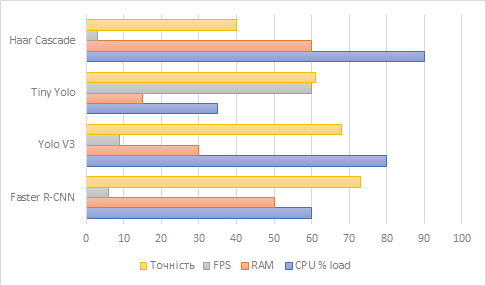 Haar Cascade
Tiny Yolo
Yolo V3
Faster R-CNN
0 10 20 30 40 50 60 70 80 90 100
Точність FPS RAM CPU % load